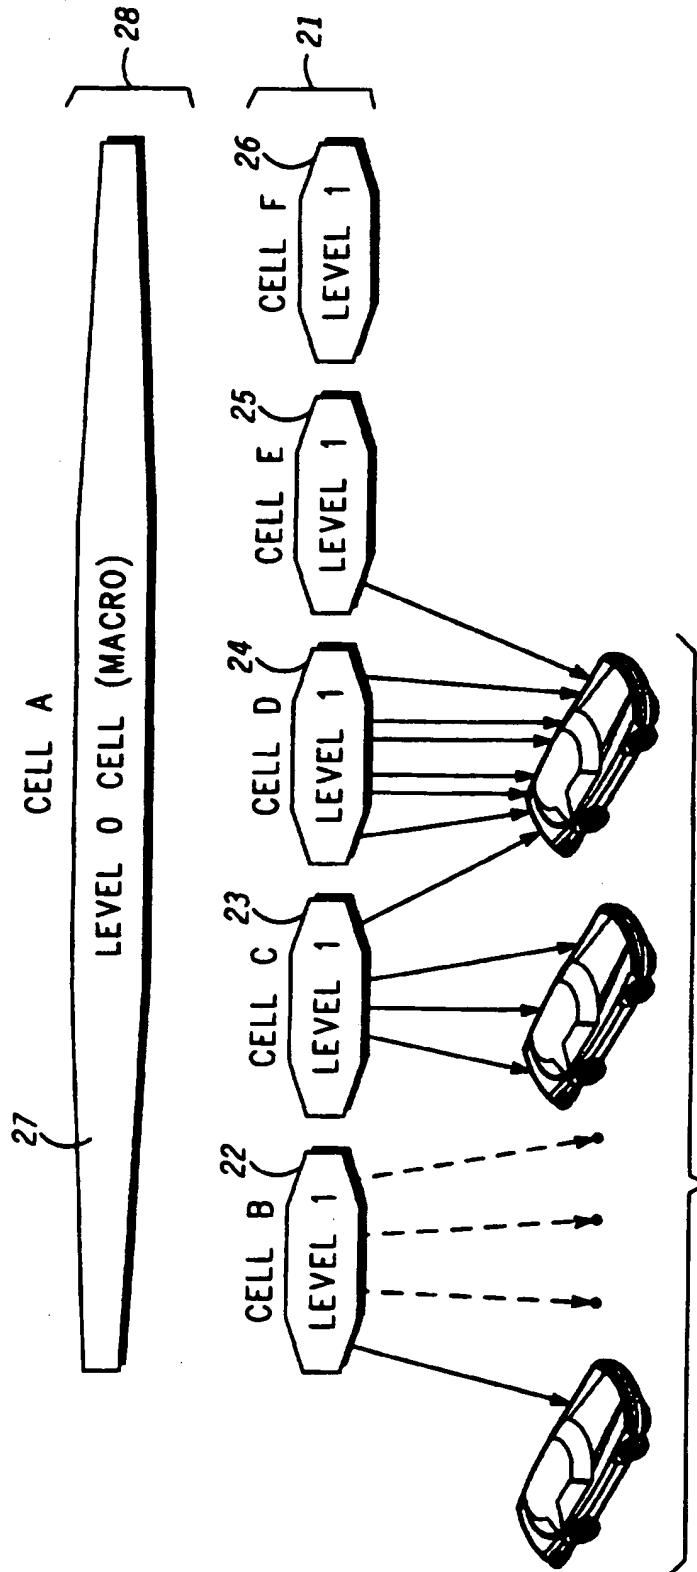 CELL A
27
LEVEL 0 CELL (MACRO)
28
CELL B
22
LEVEL 1
CELL C
23
LEVEL 1
CELL D
24
LEVEL 1
CELL E
25
LEVEL 1
CELL F
26
LEVEL 1
21